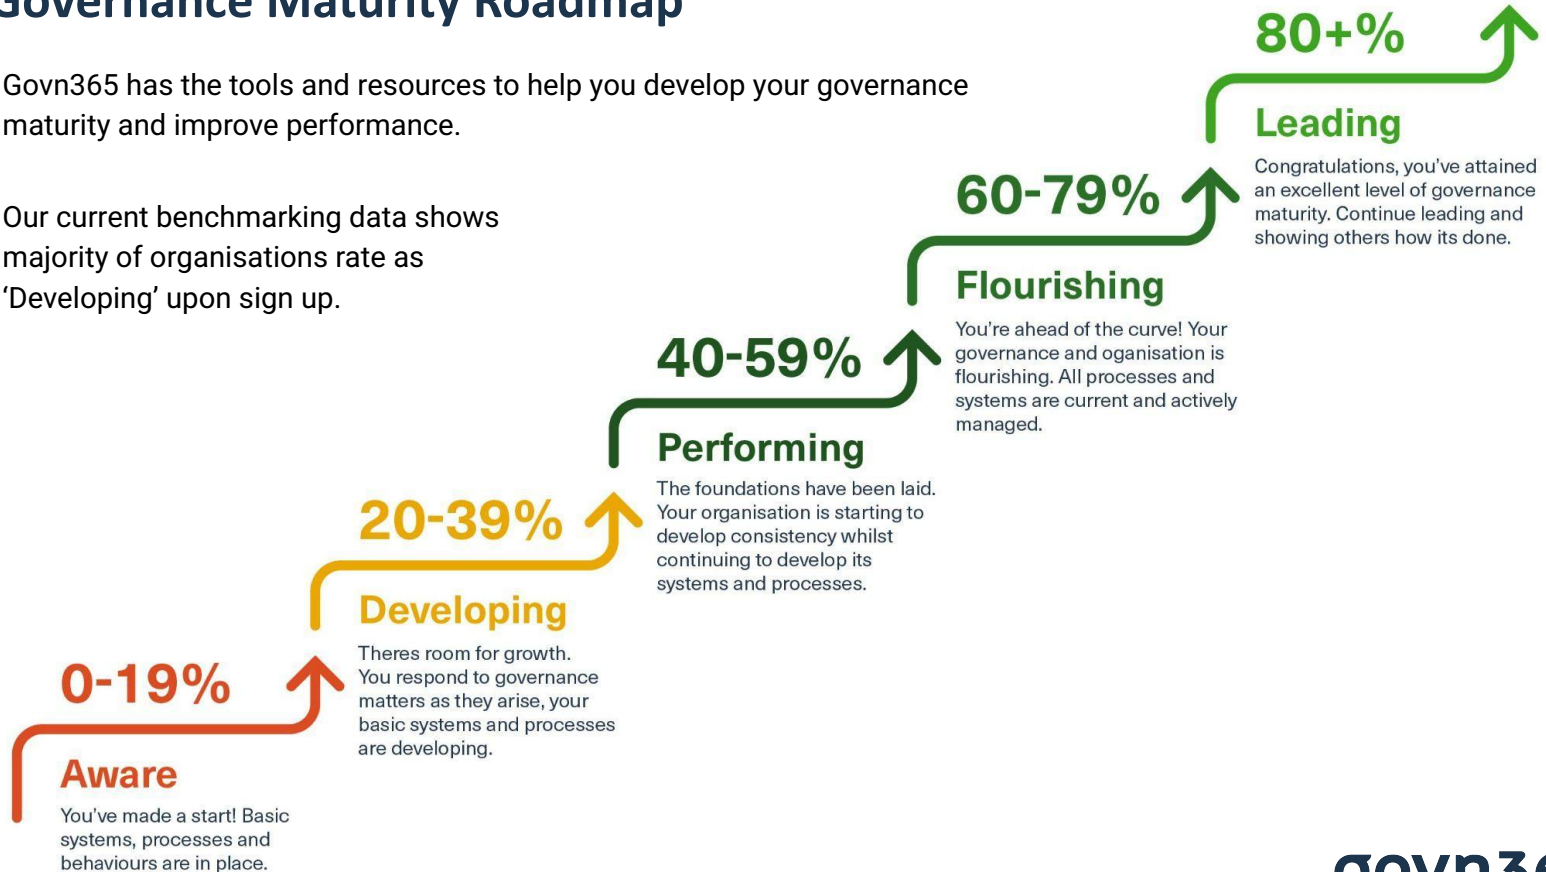 Governance Maturity Roadmap
Govn365 has the tools and resources to help you develop your governance
maturity and improve performance.
Our current benchmarking data shows
majority of organisations rate as
‘Developing’ upon sign up.
80+%
Leading
Congratulations, you've attained
an excellent level of governance
maturity. Continue leading and
showing others how its done.
60-79%
Flourishing
You're ahead of the curve! Your
governance and oganisation is
flourishing. All processes and
systems are current and actively
managed.
40-59%
Performing
The foundations have been laid.
Your organisation is starting to
develop consistency whilst
continuing to develop its
systems and processes.
20-39%
Developing
Theres room for growth.
You respond to governance
matters as they arise, your
basic systems and processes
are developing.
0-19%
Aware
You've made a start! Basic
systems, processes and
behaviours are in place.